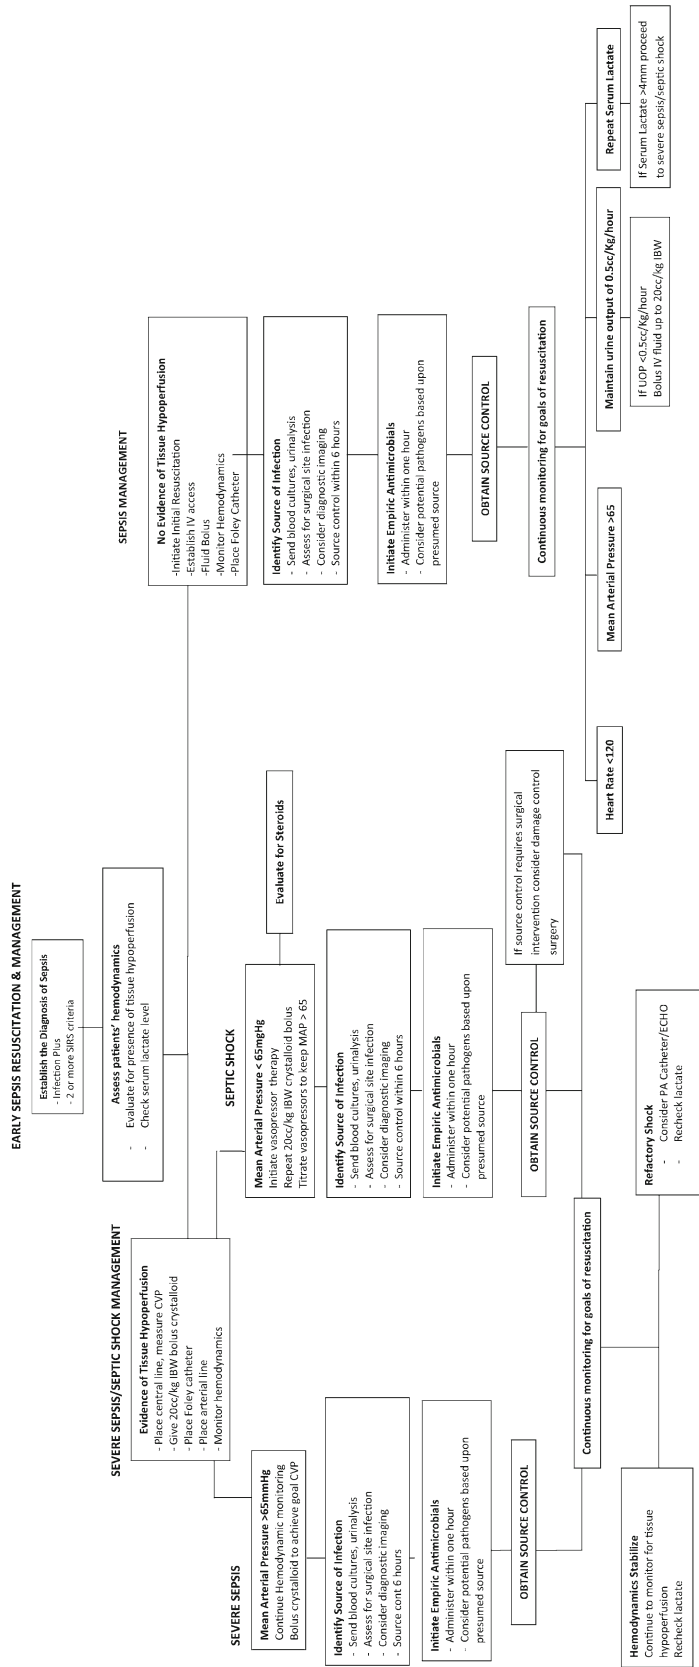 EARLY SEPSIS RESUCITATION & MANAGEMENT
Establish the Diagnosis of Sepsis
- Infection Plus
- 2 or more SIRS criteria
Assess patients' hemodynamics
- Evaluate for presence of tissue hypoperfusion
- Check serum lactate level
SEVERE SEPSIS/SEPTIC SHOCK MANAGEMENT
Evidence of Tissue Hypoperfusion
- Place central line, measure CVP
- Give 20cc/kg IBW bolus crystalloid
- Place Foley catheter
- Place arterial line
- Monitor hemodynamics
SEVERE SEPSIS
Mean Arterial Pressure >65mmHg
Continue Hemodynamic monitoring
Bolus crystalloid to achieve goal CVP
Identify Source of Infection
- Send blood cultures, urinalysis
- Assess for surgical site infection
- Consider diagnostic imaging
- Source cont 6 hours
Initiate Empiric Antimicrobials
- Administer within one hour
- Consider potential pathogens based upon
presumed source
OBTAIN SOURCE CONTROL
SEPTIC SHOCK
Mean Arterial Pressure < 65mgHg
Initiate vasopressor therapy
Repeat 20cc/kg IBW crystalloid bolus
Titrate vasopressors to keep MAP > 65
Evaluate for Steroids
Identify Source of Infection
- Send blood cultures, urinalysis
- Assess for surgical site infection
- Consider diagnostic imaging
- Source control within 6 hours
Initiate Empiric Antimicrobials
- Administer within one hour
- Consider potential pathogens based upon
presumed source
OBTAIN SOURCE CONTROL
If source control requires surgical
intervention consider damage control
surgery
Continuous monitoring for goals of resuscitation
Hemodynamics Stabilize
Continue to monitor for tissue
hypoperfusion
Recheck lactate
Refactory Shock
- Consider PA Catheter/ECHO
- Recheck lactate
SEPSIS MANAGEMENT
No Evidence of Tissue Hypoperfusion
-Initiate Initial Resuscitation
-Establish IV access
-Fluid Bolus
-Monitor Hemodynamics
-Place Foley Catheter
Identify Source of Infection
- Send blood cultures, urinalysis
- Assess for surgical site infection
- Consider diagnostic imaging
- Source control within 6 hours
Initiate Empiric Antimicrobials
- Administer within one hour
- Consider potential pathogens based upon
presumed source
OBTAIN SOURCE CONTROL
Continuous monitoring for goals of resuscitation
Heart Rate <120
Mean Arterial Pressure >65
Maintain urine output of 0.5cc/Kg/hour
If UOP <0.5cc/Kg/hour
Bolus IV fluid up to 20cc/kg IBW
Repeat Serum Lactate
If Serum Lactate >4mm proceed
to severe sepsis/septic shock